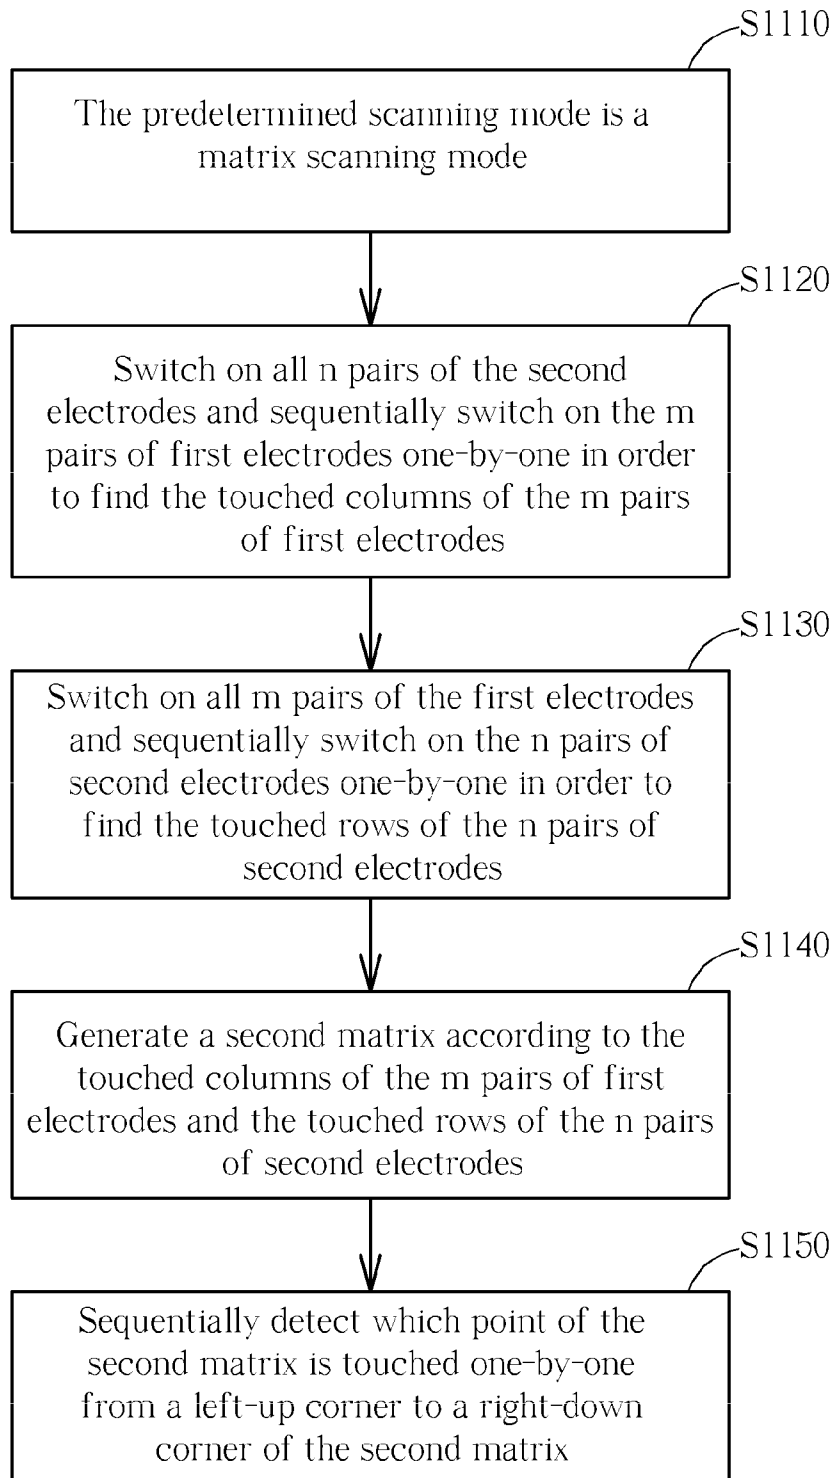 S1110
The predetermined scanning mode is a
matrix scanning mode
S1120
Switch on all n pairs of the second
electrodes and sequentially switch on the m
pairs of first electrodes one-by-one in order
to find the touched columns of the m pairs
of first electrodes
S1130
Switch on all m pairs of the first electrodes
and sequentially switch on the n pairs of
second electrodes one-by-one in order to
find the touched rows of the n pairs of
second electrodes
S1140
Generate a second matrix according to the
touched columns of the m pairs of first
electrodes and the touched rows of the n pairs
of second electrodes
S1150
Sequentially detect which point of the
second matrix is touched one-by-one
from a left-up corner to a right-down
corner of the second matrix